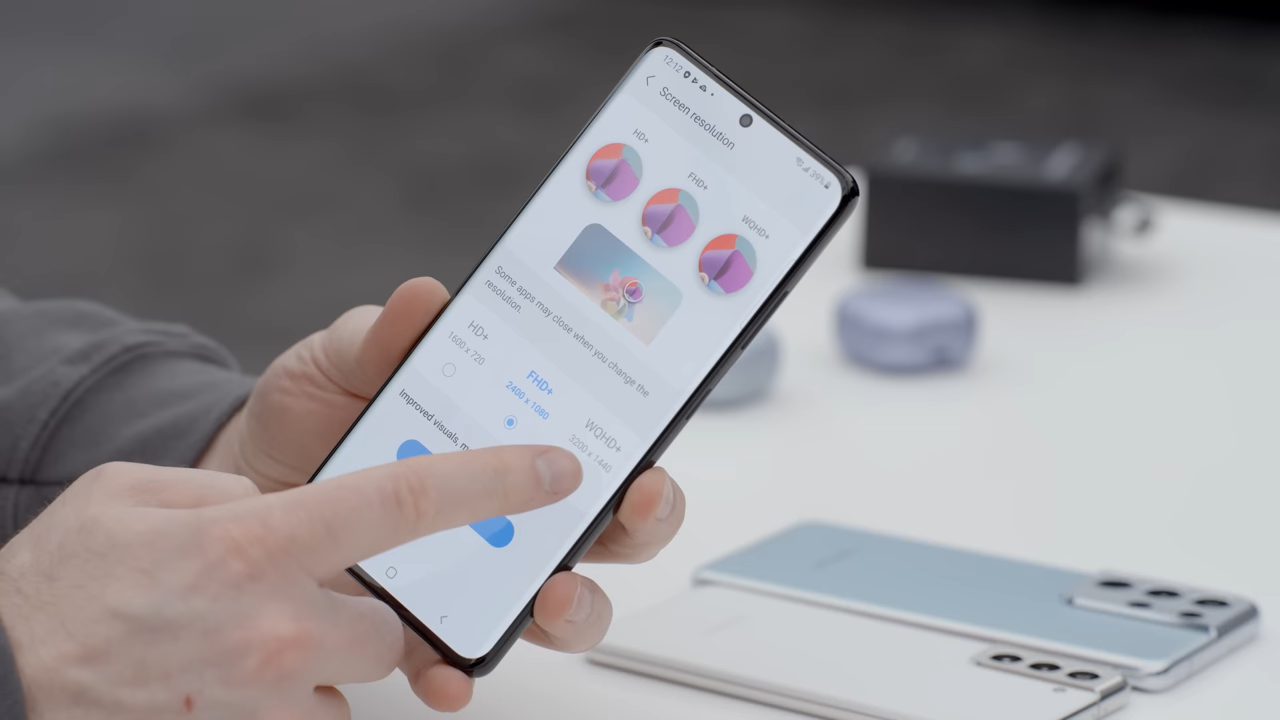 12:12
39%
Screen resolution
HD+
FHD+
WQHD+
Some apps may close when you change the
resolution.
HD+
1600 x 720
FHD+
2400 x 1080
WQHD+
3200 x 1440
Improved visuals,